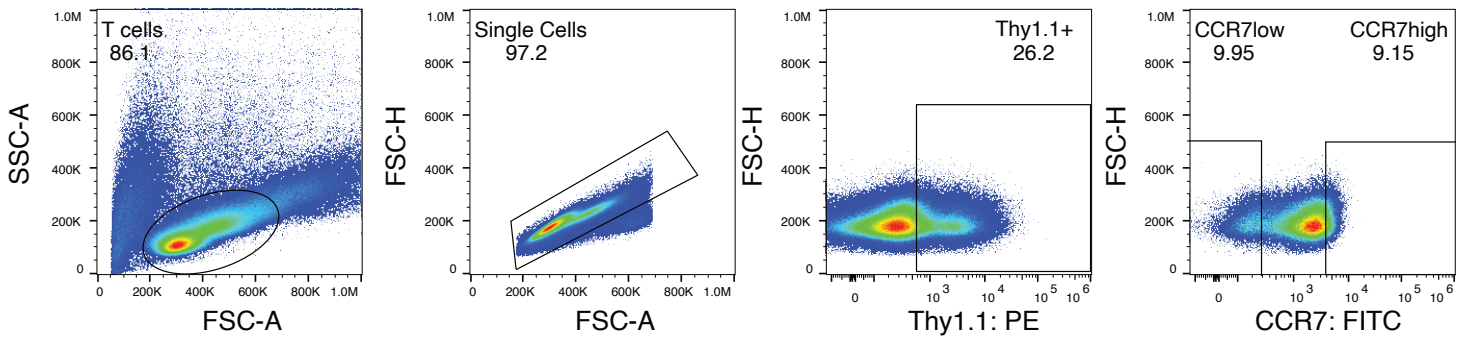 T cells
86.1
1.0M
800K
600K
400K
200K
0
SSC-A
0 200K 400K 600K 800K 1.0M
FSC-A
Single Cells
97.2
1.0M
800K
600K
400K
200K
0
FSC-H
0 200K 400K 600K 800K 1.0M
FSC-A
Thy1.1+
26.2
1.0M
800K
600K
400K
200K
0
FSC-H
0 10^3 10^4 10^5 10^6
Thy1.1: PE
CCR7low
9.95
CCR7high
9.15
1.0M
800K
600K
400K
200K
0
FSC-H
0 10^3 10^4 10^5 10^6
CCR7: FITC